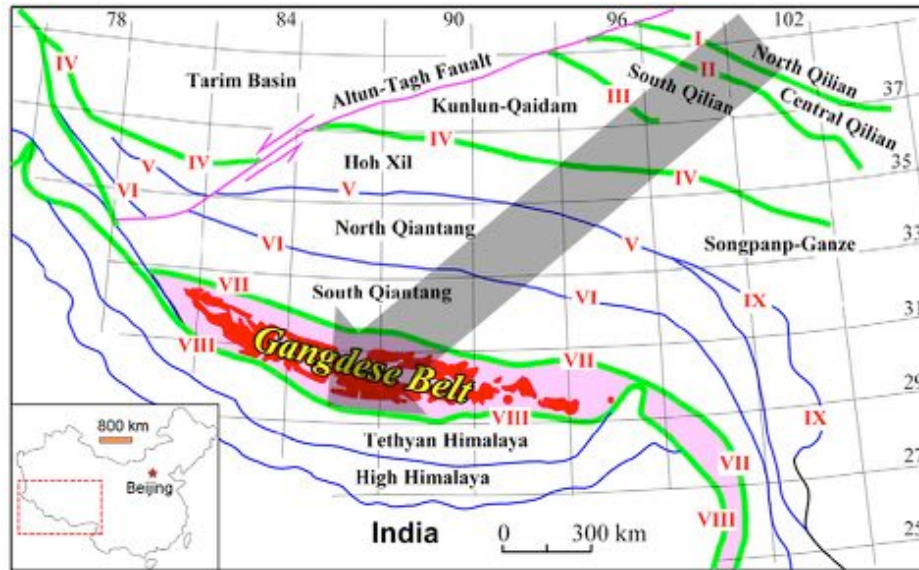 78
84
90
96
102
I
North Qilian
IV
Tarim Basin
Altun-Tagh Faualt
II
South Qilian
37
Kunlun-Qaidam
III
Central Qilian
IV
IV
Hoh Xil
35
V
V
IV
VI
North Qiantang
33
VI
V
Songpanp-Ganze
VII
South Qiantang
VI
IX
31
VIII
Gangdese Belt
VII
29
VIII
IX
Tethyan Himalaya
800 km
27
High Himalaya
VII
Beijing
VIII
India
0 300 km
25